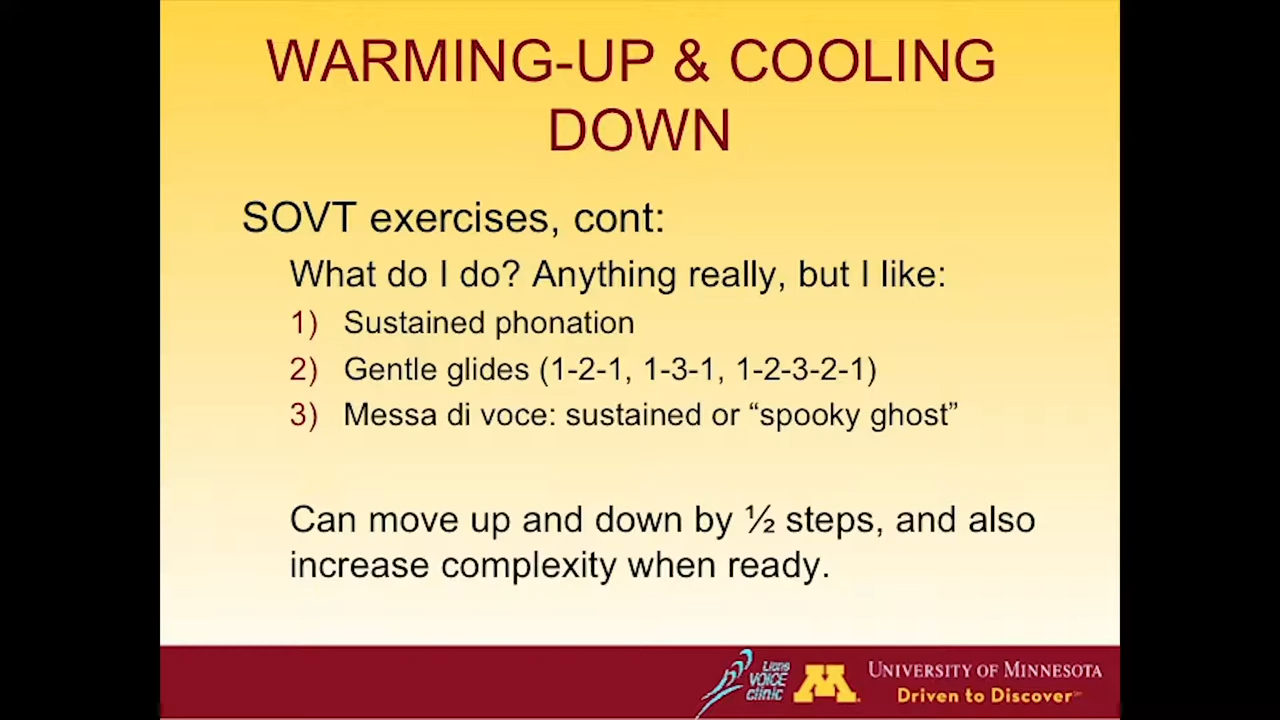 WARMING-UP & COOLING
DOWN
SOVT exercises, cont:
What do I do? Anything really, but I like:
1) Sustained phonation
2) Gentle glides (1-2-1, 1-3-1, 1-2-3-2-1)
3) Messa di voce: sustained or “spooky ghost”
Can move up and down by ½ steps, and also
increase complexity when ready.
Lions
VOICE
clinic
M
UNIVERSITY OF MINNESOTA
Driven to Discover